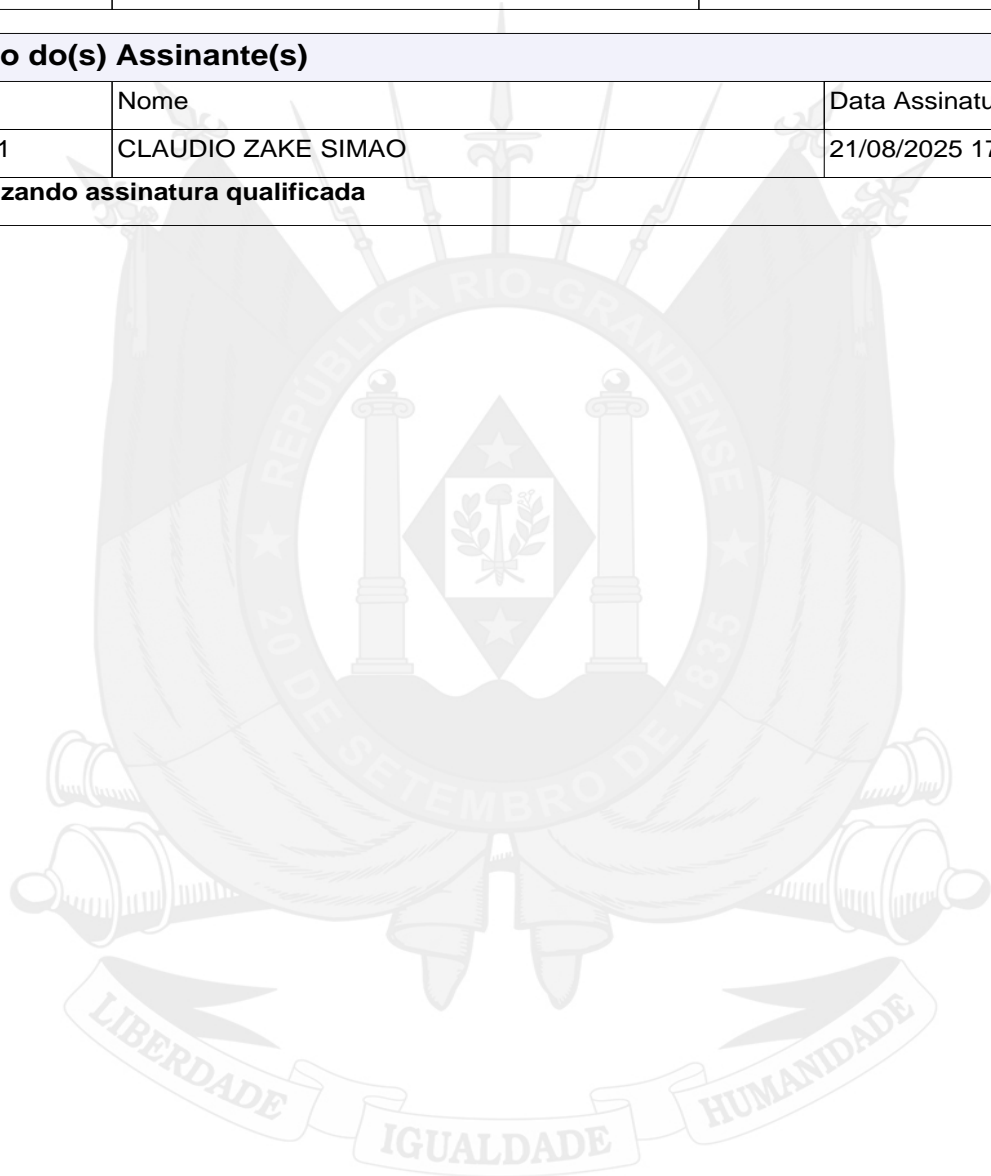 o do(s) Assinante(s)
Nome Data Assinatu
1 CLAUDIO ZAKE SIMAO 21/08/2025 17
zando assinatura qualificada
REPÚBLICA RIO-GRANDENSE
20 DE SETEMBRO DE 1835
LIBERDADE IGUALDADE HUMANIDADE